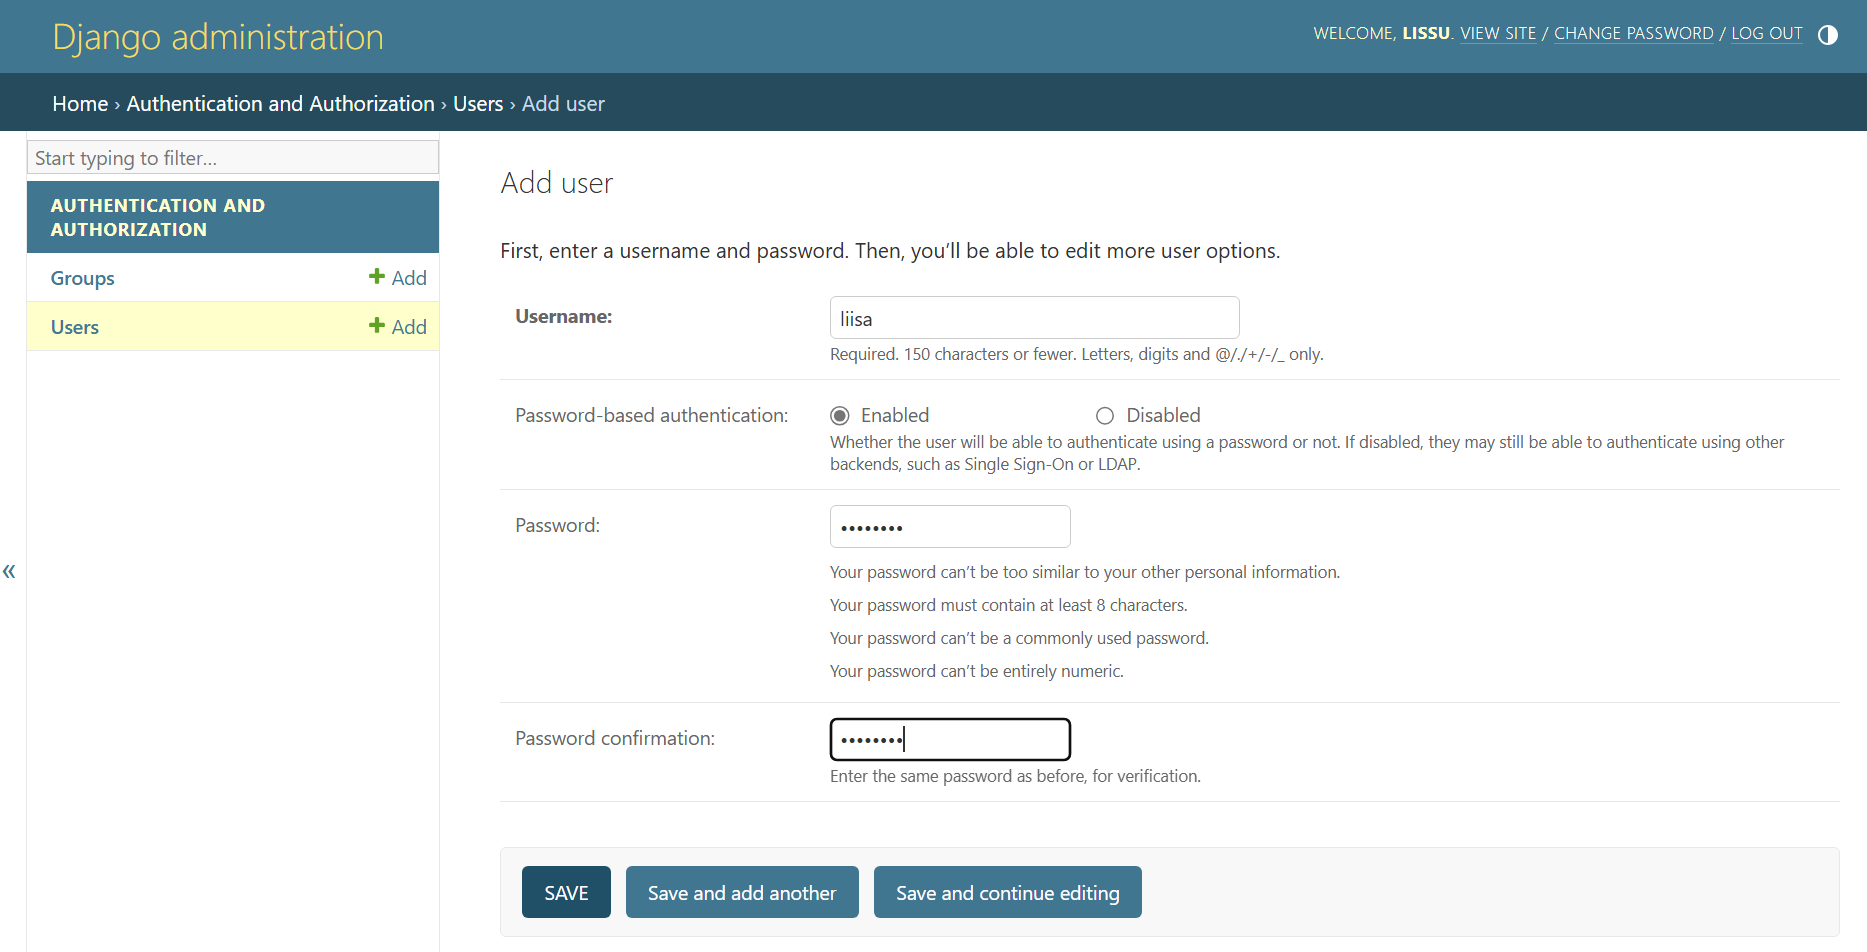 Django administration
WELCOME, LISSU. VIEW SITE / CHANGE PASSWORD / LOG OUT
Home › Authentication and Authorization › Users › Add user
Start typing to filter...
AUTHENTICATION AND
AUTHORIZATION
Groups + Add
Users + Add
«
Add user
First, enter a username and password. Then, you’ll be able to edit more user options.
Username: liisa
Required. 150 characters or fewer. Letters, digits and @/./+/-/_ only.
Password-based authentication: Enabled Disabled
Whether the user will be able to authenticate using a password or not. If disabled, they may still be able to authenticate using other
backends, such as Single Sign-On or LDAP.
Password: ••••••••
Your password can’t be too similar to your other personal information.
Your password must contain at least 8 characters.
Your password can’t be a commonly used password.
Your password can’t be entirely numeric.
Password confirmation: ••••••••
Enter the same password as before, for verification.
SAVE Save and add another Save and continue editing